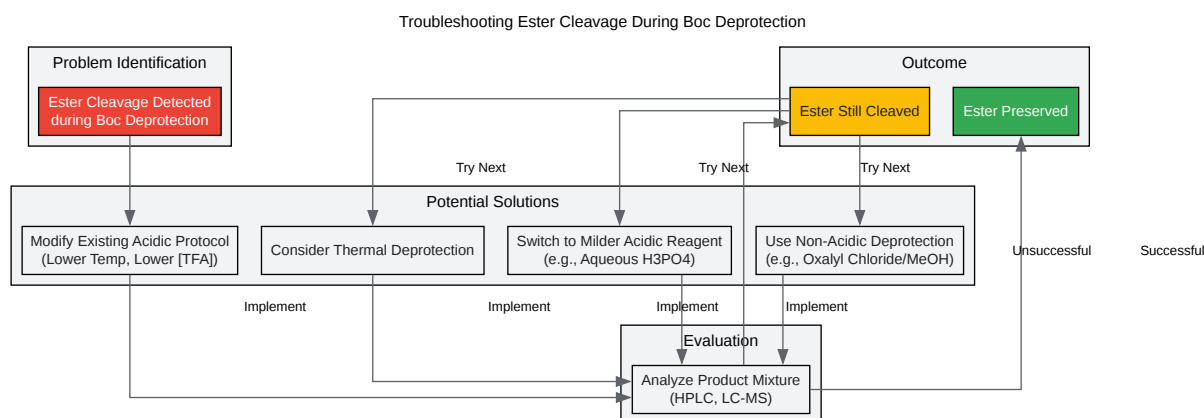 Troubleshooting Ester Cleavage During Boc Deprotection
Problem Identification
Ester Cleavage Detected
during Boc Deprotection
Outcome
Ester Still Cleaved
Ester Preserved
Try Next
Try Next
Try Next
Potential Solutions
Modify Existing Acidic Protocol
(Lower Temp, Lower [TFA])
Consider Thermal Deprotection
Switch to Milder Acidic Reagent
(e.g., Aqueous H3PO4)
Use Non-Acidic Deprotection
(e.g., Oxalyl Chloride/MeOH)
Unsuccessful
Successful
Implement
Implement
Implement
Implement
Evaluation
Analyze Product Mixture
(HPLC, LC-MS)